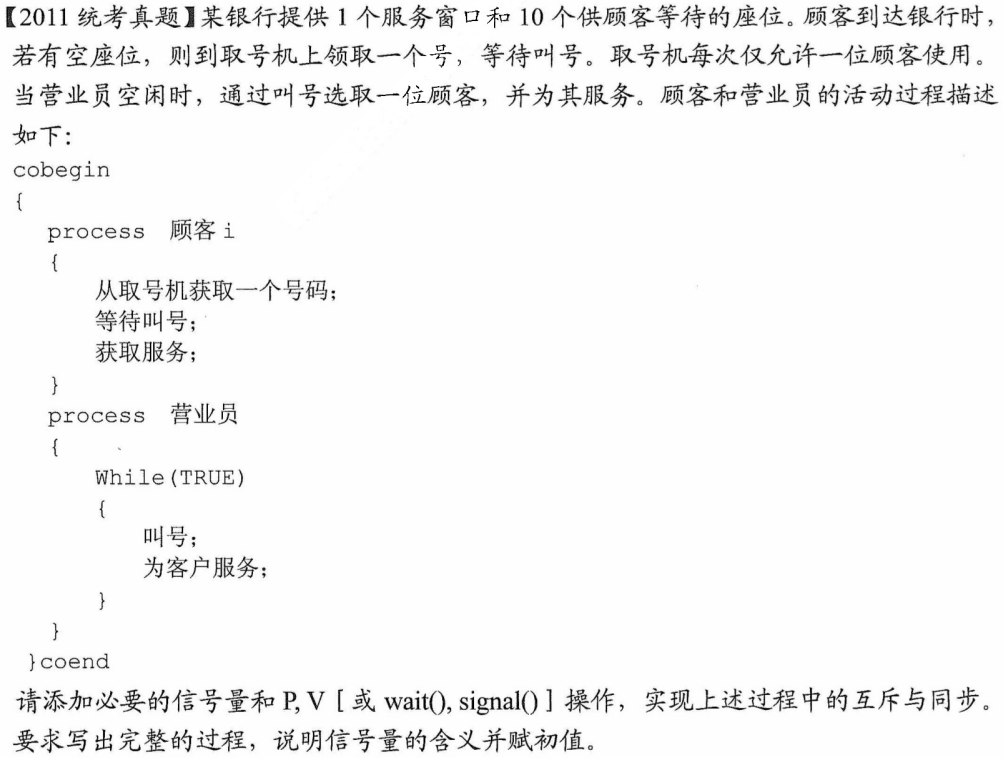 【2011 统考真题】某银行提供 1 个服务窗口和 10 个供顾客等待的座位。顾客到达银行时，
若有空座位，则到取号机上领取一个号，等待叫号。取号机每次仅允许一位顾客使用。
当营业员空闲时，通过叫号选取一位顾客，并为其服务。顾客和营业员的活动过程描述
如下：
cobegin
{
process 顾客 i
{
从取号机获取一个号码;
等待叫号;
获取服务;
}
process 营业员
{
While(TRUE)
{
叫号;
为客户服务;
}
}
}coend
请添加必要的信号量和 P, V［或 wait(), signal()］操作，实现上述过程中的互斥与同步。
要求写出完整的过程，说明信号量的含义并赋初值。